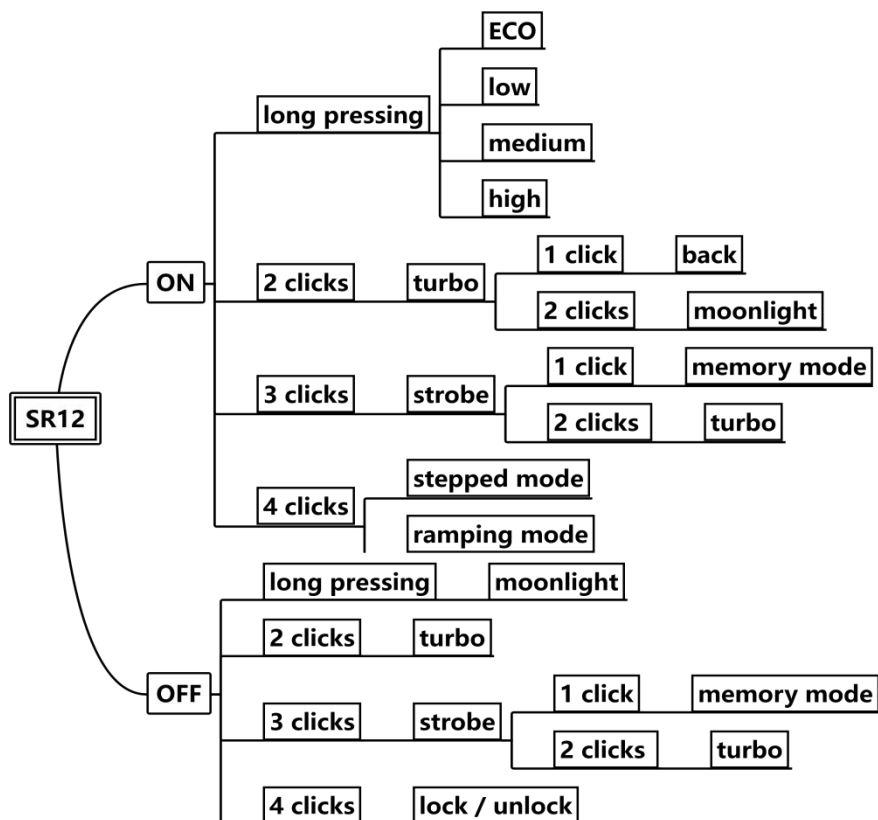 ECO
low
long pressing
medium
high
1 click back
ON 2 clicks turbo
2 clicks moonlight
1 click memory mode
3 clicks strobe
SR12
2 clicks turbo
stepped mode
4 clicks
ramping mode
long pressing moonlight
2 clicks turbo
OFF
1 click memory mode
3 clicks strobe
2 clicks turbo
4 clicks lock / unlock